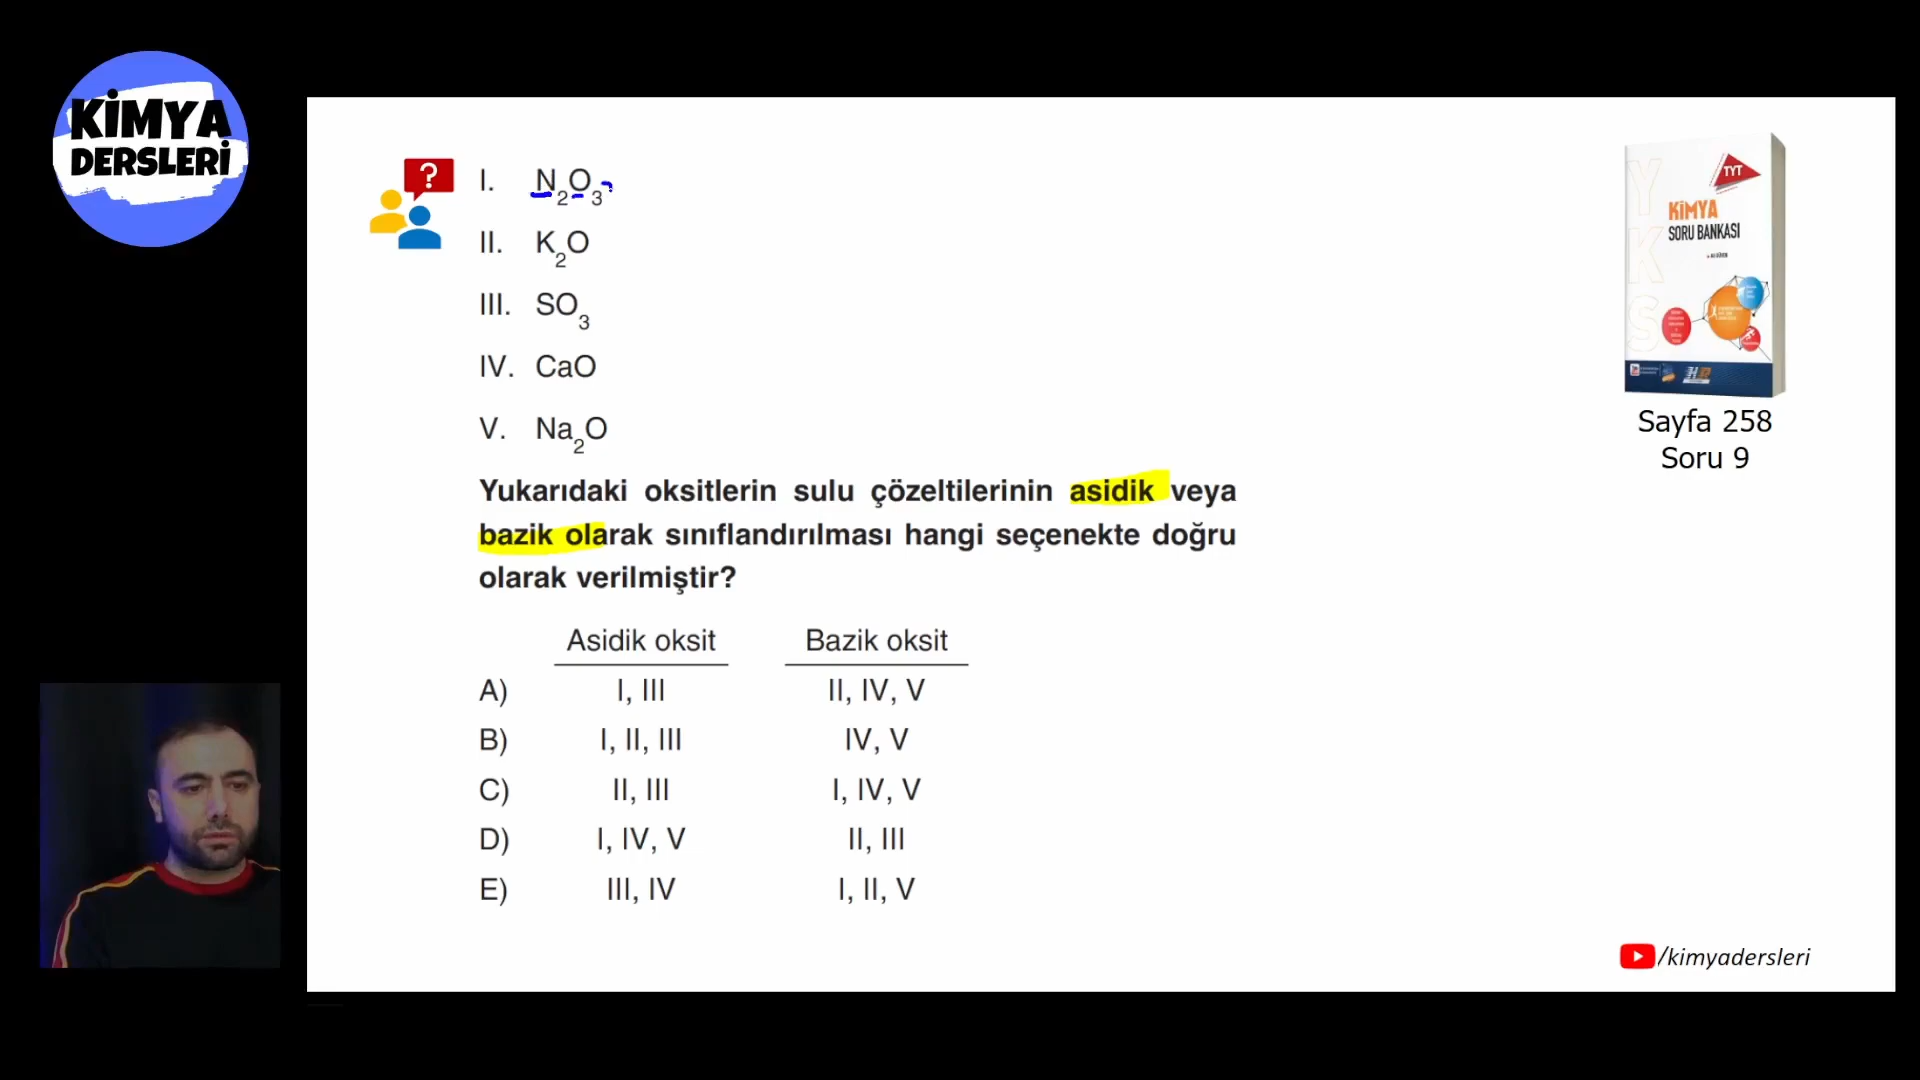 KİMYA
DERSLERİ
?
I. N₂O₃
II. K₂O
III. SO₃
IV. CaO
V. Na₂O
Yukarıdaki oksitlerin sulu çözeltilerinin asidik veya
bazik olarak sınıflandırılması hangi seçenekte doğru
olarak verilmiştir?
Asidik oksit Bazik oksit
A) I, III II, IV, V
B) I, II, III IV, V
C) II, III I, IV, V
D) I, IV, V II, III
E) III, IV I, II, V
YKS
TYT
KİMYA
SORU BANKASI
Sayfa 258
Soru 9
/kimyadersleri